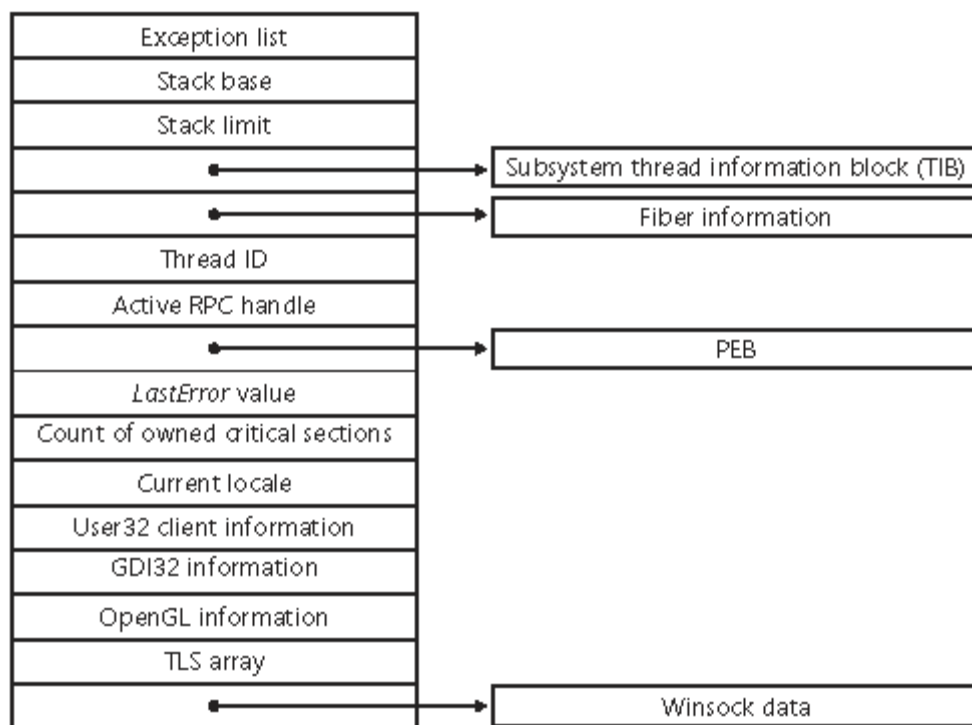 Exception list
Stack base
Stack limit
Subsystem thread information block (TIB)
Fiber information
Thread ID
Active RPC handle
PEB
LastError value
Count of owned critical sections
Current locale
User32 client information
GDI32 information
OpenGL information
TLS array
Winsock data